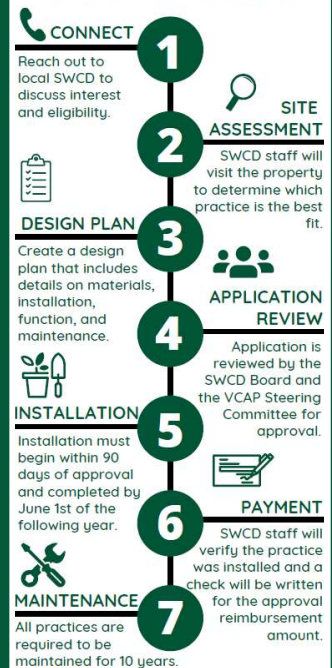 CONNECT
1
Reach out to
local SWCD to
discuss interest
and eligibility.
SITE
ASSESSMENT
2
SWCD staff will
visit the property
to determine which
practice is the best
fit.
DESIGN PLAN
3
Create a design
plan that includes
details on materials,
installation,
function, and
maintenance.
APPLICATION
REVIEW
4
Application is
reviewed by the
SWCD Board and
the VCAP Steering
Committee for
approval.
INSTALLATION
5
Installation must
begin within 90
days of approval
and completed by
June 1st of the
following year.
PAYMENT
6
SWCD staff will
verify the practice
was installed and a
check will be written
for the approval
reimbursement
amount.
MAINTENANCE
7
All practices are
required to be
maintained for 10 years.